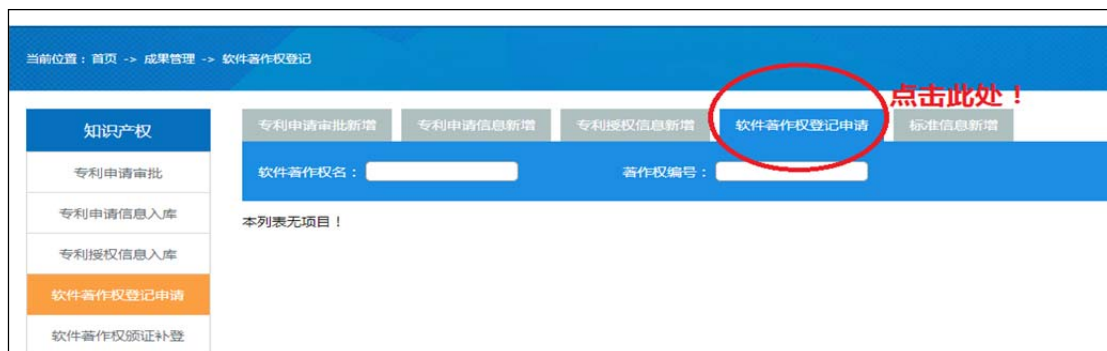 当前位置：首页 -> 成果管理 -> 软件著作权登记
点击此处！
知识产权
专利申请审批新增 专利申请信息新增 专利授权信息新增 软件著作权登记申请 标准信息新增
专利申请审批
软件著作权名： 著作权编号：
专利申请信息入库
本列表无项目！
专利授权信息入库
软件著作权登记申请
软件著作权颁证补登